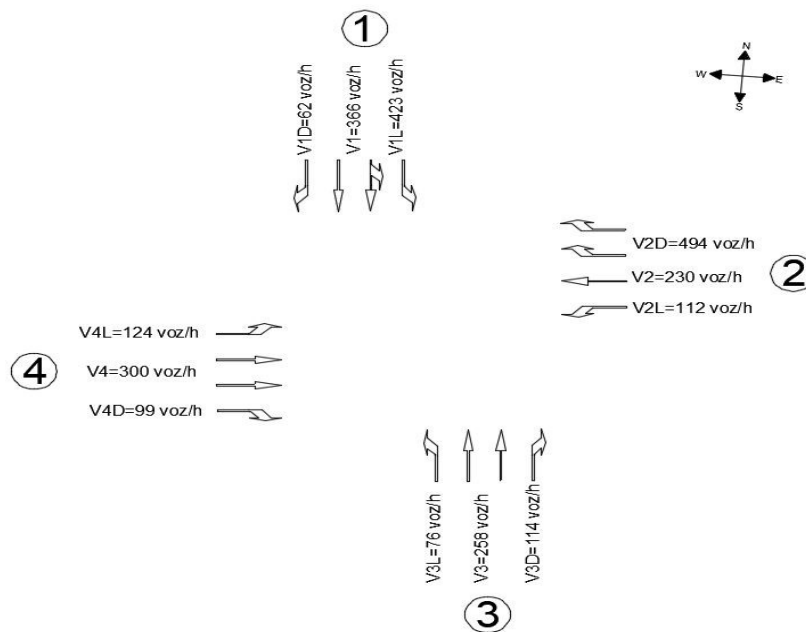 1
N
W
E
S
V1D=62 voz/h
V1=366 voz/h
V1L=423 voz/h
V2D=494 voz/h
V2=230 voz/h
2
V2L=112 voz/h
V4L=124 voz/h
4
V4=300 voz/h
V4D=99 voz/h
V3L=76 voz/h
V3=258 voz/h
V3D=114 voz/h
3